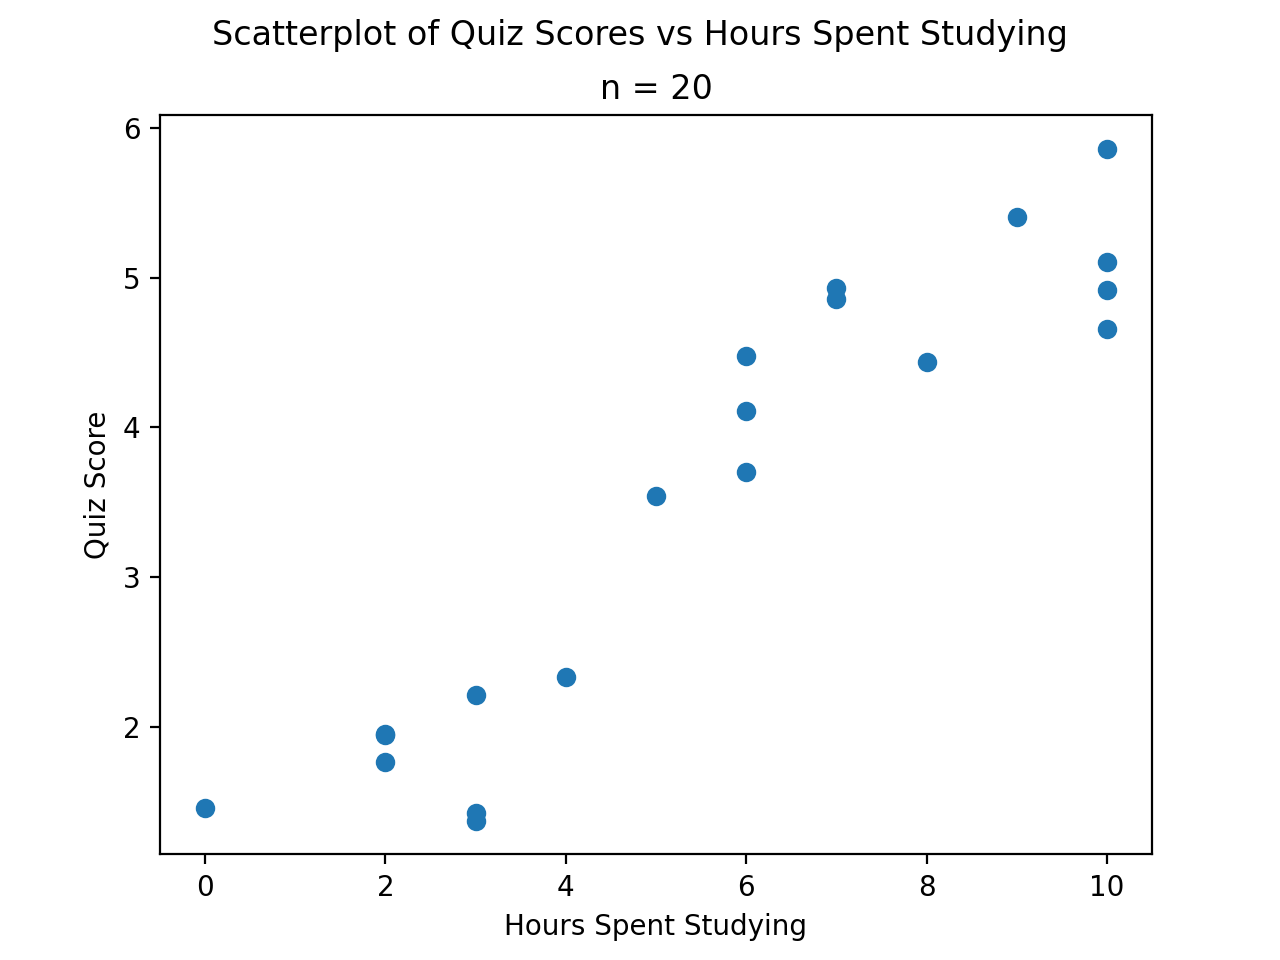 Scatterplot of Quiz Scores vs Hours Spent Studying
n = 20
6
5
4
3
2
Quiz Score
0 2 4 6 8 10
Hours Spent Studying